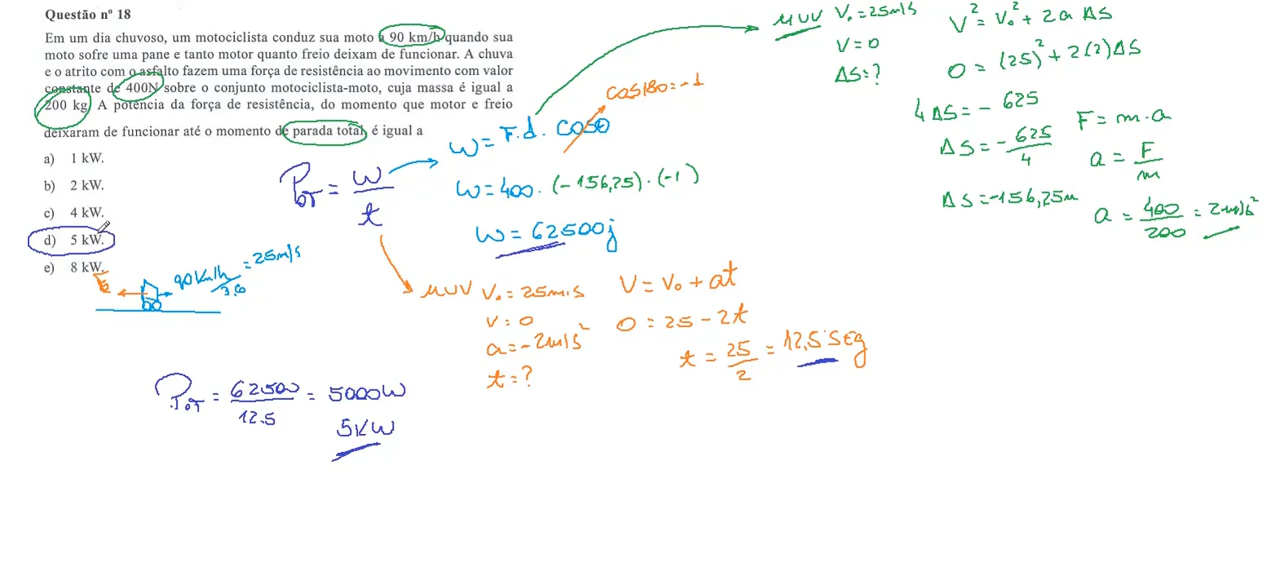 Questão nº 18
Em um dia chuvoso, um motociclista conduz sua moto à 90 km/h quando sua
moto sofre uma pane e tanto motor quanto freio deixam de funcionar. A chuva
e o atrito com o asfalto fazem uma força de resistência ao movimento com valor
constante de 400N sobre o conjunto motociclista-moto, cuja massa é igual a
200 kg. A potência da força de resistência, do momento que motor e freio
deixaram de funcionar até o momento de parada total, é igual a
a) 1 kW.
b) 2 kW.
c) 4 kW.
d) 5 kW.
e) 8 kW.
90 Km/h / 3,6 = 25m/s
Pot = W / t
W = F.d. cosθ
cos180 = -1
W = 400 . (-156,25) . (-1)
W = 62500j
MUV V₀ = 25m/s
V = 0
ΔS = ?
V² = V₀² + 2a ΔS
0 = (25)² + 2(2)ΔS
4ΔS = - 625
ΔS = - 625 / 4
ΔS = -156,25m
F = m.a
a = F / m
a = 400 / 200 = 2m/s²
MUV V₀ = 25m.s
V = 0
a = -2m/s²
t = ?
V = V₀ + at
0 = 25 - 2t
t = 25 / 2 = 12,5 seg
Pot = 62500 / 12.5 = 5000W
5KW